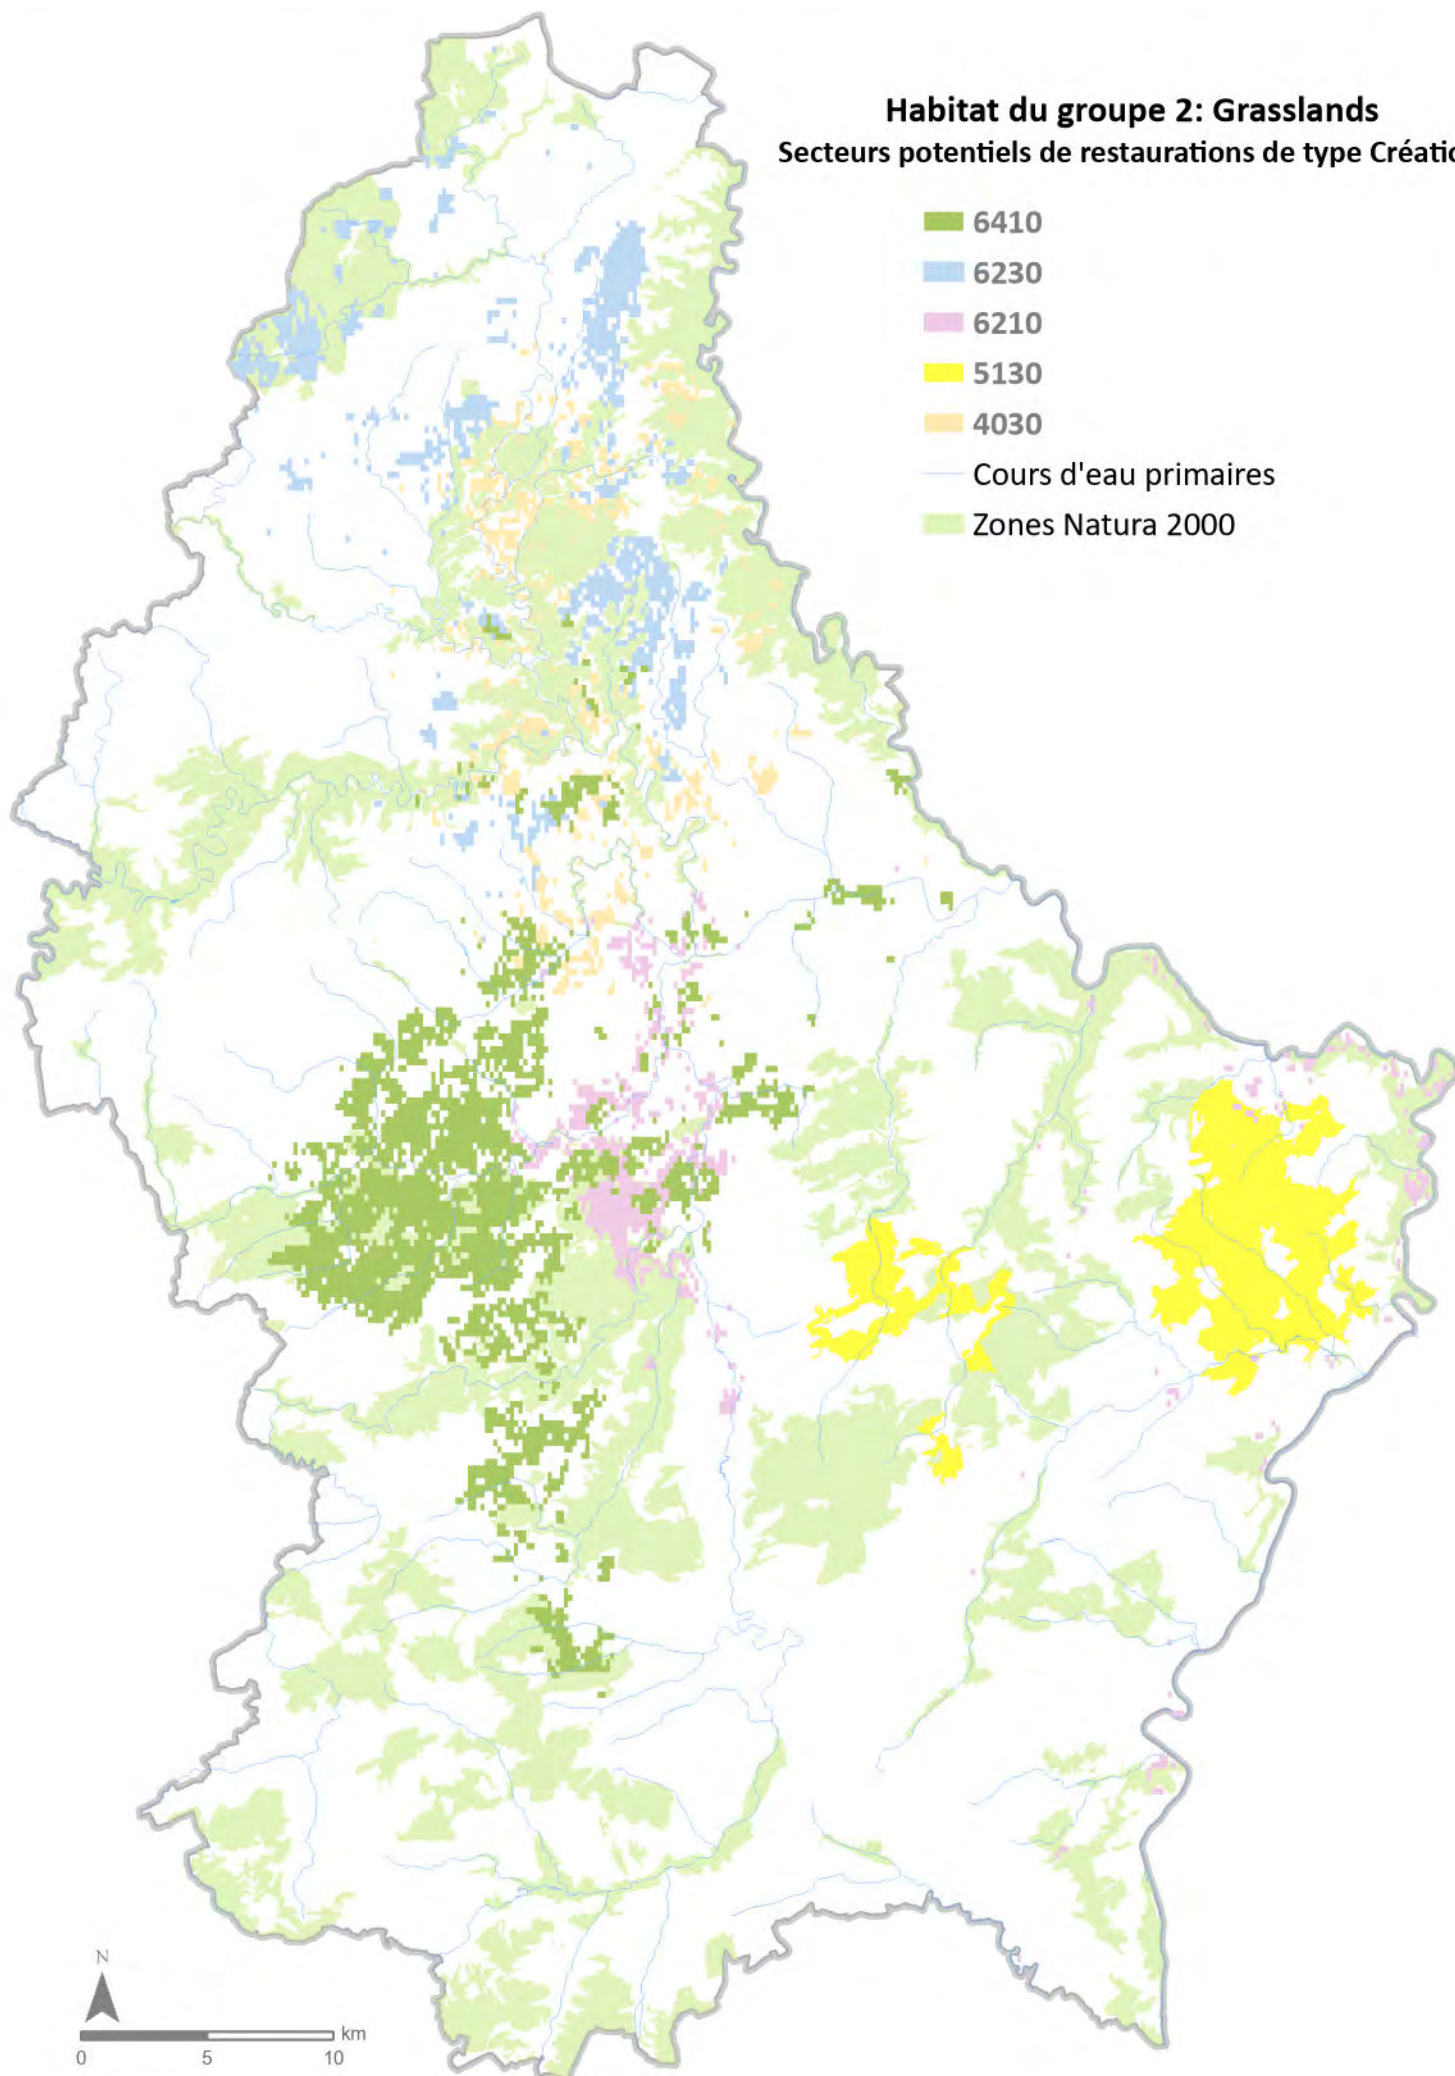 Habitat du groupe 2: Grasslands
Secteurs potentiels de restaurations de type Créatio
6410
6230
6210
5130
4030
Cours d'eau primaires
Zones Natura 2000
N
km
0 5 10